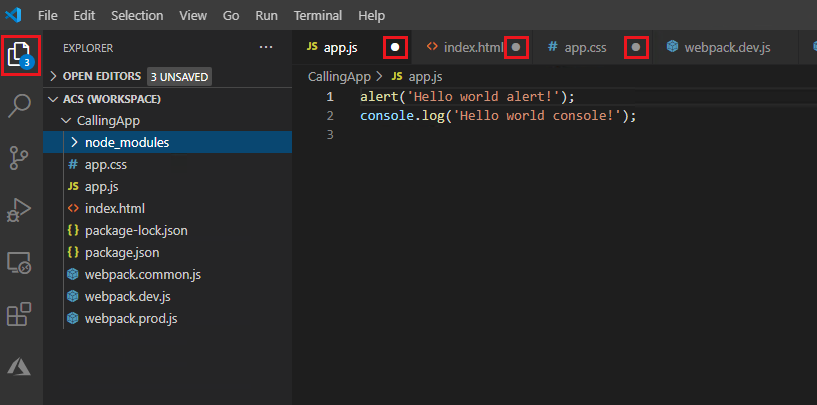 File Edit Selection View Go Run Terminal Help
EXPLORER ···
3
OPEN EDITORS 3 UNSAVED
ACS (WORKSPACE)
CallingApp
node_modules
# app.css
JS app.js
<> index.html
{} package-lock.json
{} package.json
webpack.common.js
webpack.dev.js
webpack.prod.js
JS app.js <> index.html # app.css webpack.dev.js
CallingApp > JS app.js
1 alert('Hello world alert!');
2 console.log('Hello world console!');
3